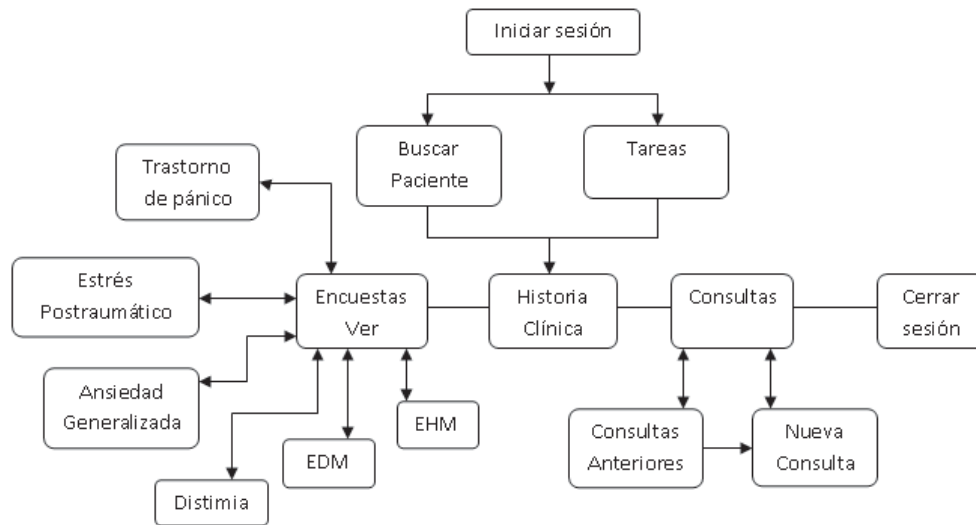 Iniciar sesión
Buscar
Paciente
Tareas
Trastorno
de pánico
Estrés
Postraumático
Encuestas
Ver
Historia
Clínica
Consultas
Cerrar
sesión
Ansiedad
Generalizada
EHM
EDM
Distimia
Consultas
Anteriores
Nueva
Consulta